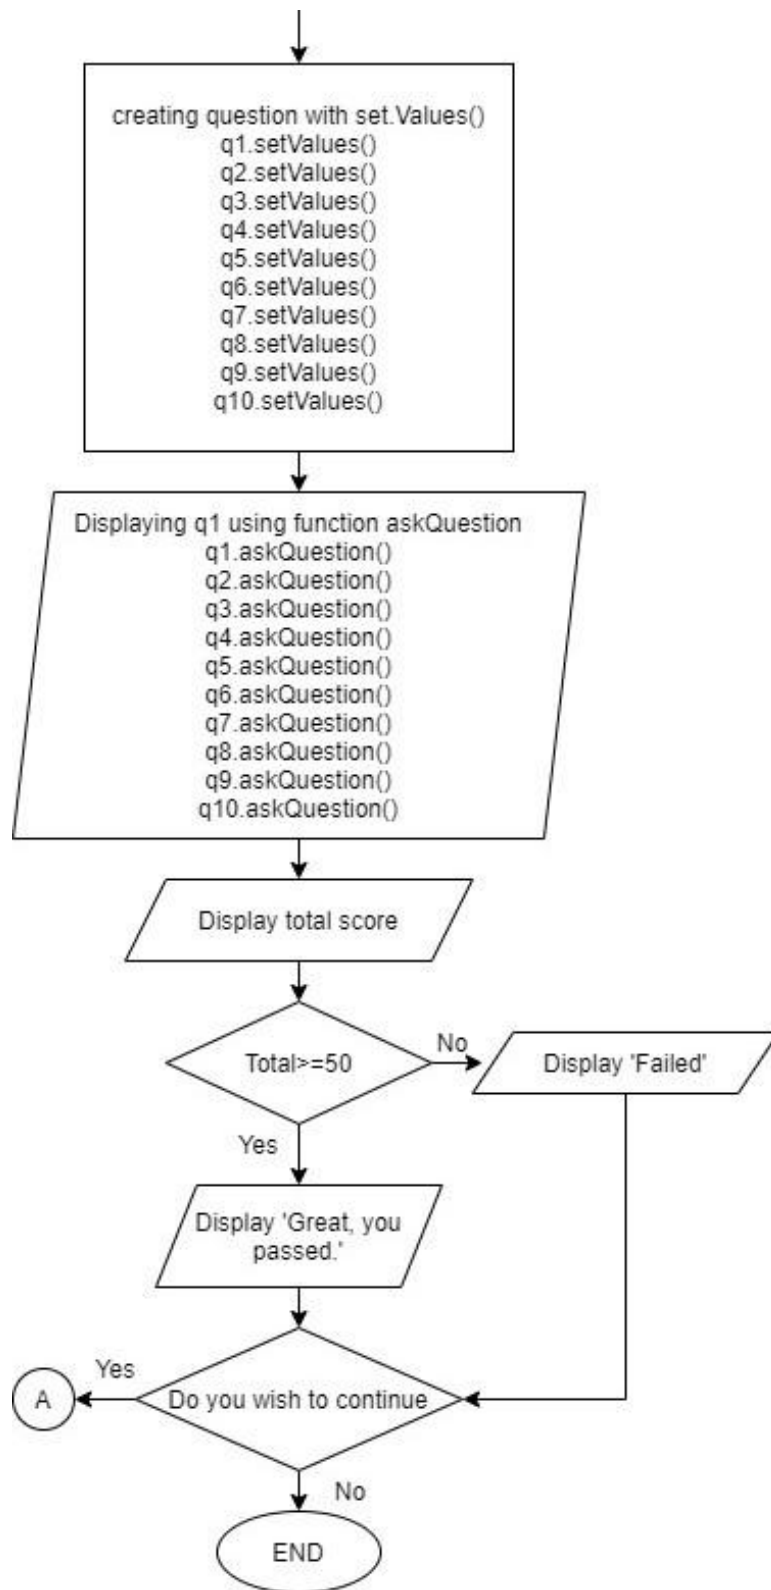 creating question with set.Values()
q1.setValues()
q2.setValues()
q3.setValues()
q4.setValues()
q5.setValues()
q6.setValues()
q7.setValues()
q8.setValues()
q9.setValues()
q10.setValues()
Displaying q1 using function askQuestion
q1.askQuestion()
q2.askQuestion()
q3.askQuestion()
q4.askQuestion()
q5.askQuestion()
q6.askQuestion()
q7.askQuestion()
q8.askQuestion()
q9.askQuestion()
q10.askQuestion()
Display total score
Total>=50
No
Display 'Failed'
Yes
Display 'Great, you
passed.'
Yes
A
Do you wish to continue
No
END